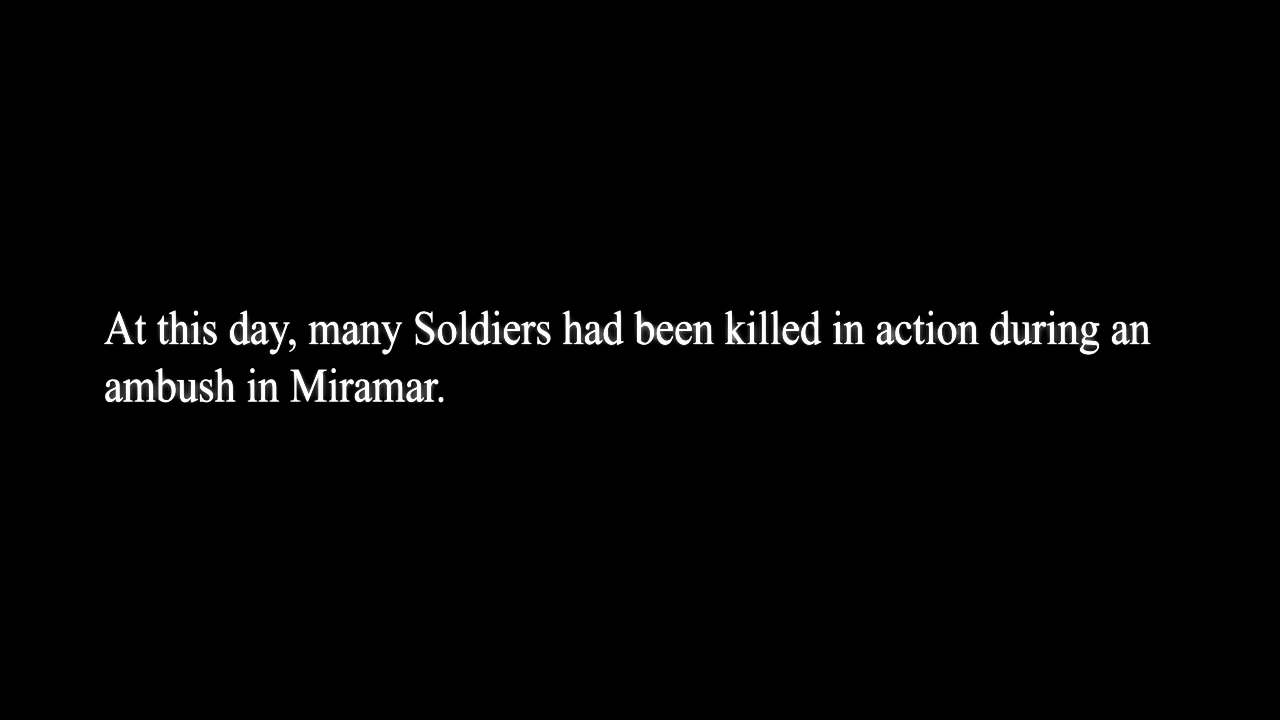 At this day, many Soldiers had been killed in action during an
ambush in Miramar.